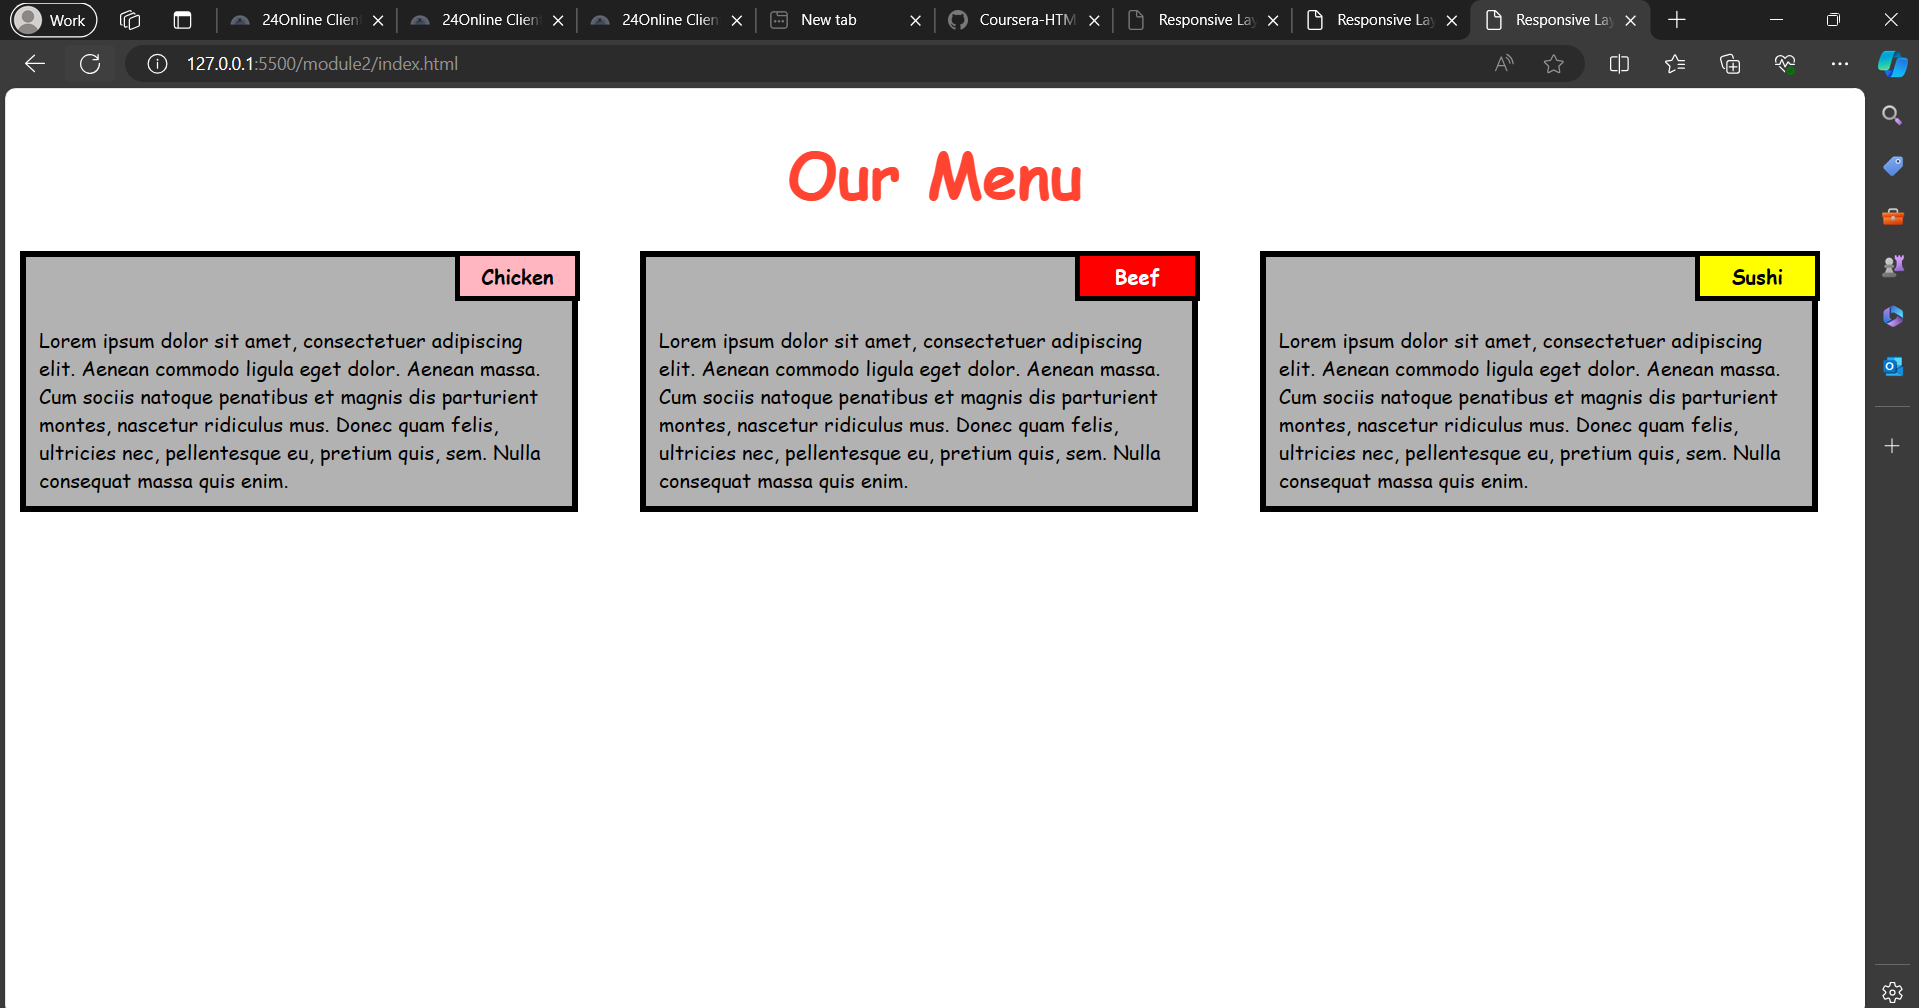 Work
24Online Clien
24Online Clien
24Online Clien
New tab
Coursera-HTM
Responsive La
Responsive La
Responsive La
127.0.0.1:5500/module2/index.html
Our Menu
Chicken
Lorem ipsum dolor sit amet, consectetuer adipiscing
elit. Aenean commodo ligula eget dolor. Aenean massa.
Cum sociis natoque penatibus et magnis dis parturient
montes, nascetur ridiculus mus. Donec quam felis,
ultricies nec, pellentesque eu, pretium quis, sem. Nulla
consequat massa quis enim.
Beef
Lorem ipsum dolor sit amet, consectetuer adipiscing
elit. Aenean commodo ligula eget dolor. Aenean massa.
Cum sociis natoque penatibus et magnis dis parturient
montes, nascetur ridiculus mus. Donec quam felis,
ultricies nec, pellentesque eu, pretium quis, sem. Nulla
consequat massa quis enim.
Sushi
Lorem ipsum dolor sit amet, consectetuer adipiscing
elit. Aenean commodo ligula eget dolor. Aenean massa.
Cum sociis natoque penatibus et magnis dis parturient
montes, nascetur ridiculus mus. Donec quam felis,
ultricies nec, pellentesque eu, pretium quis, sem. Nulla
consequat massa quis enim.